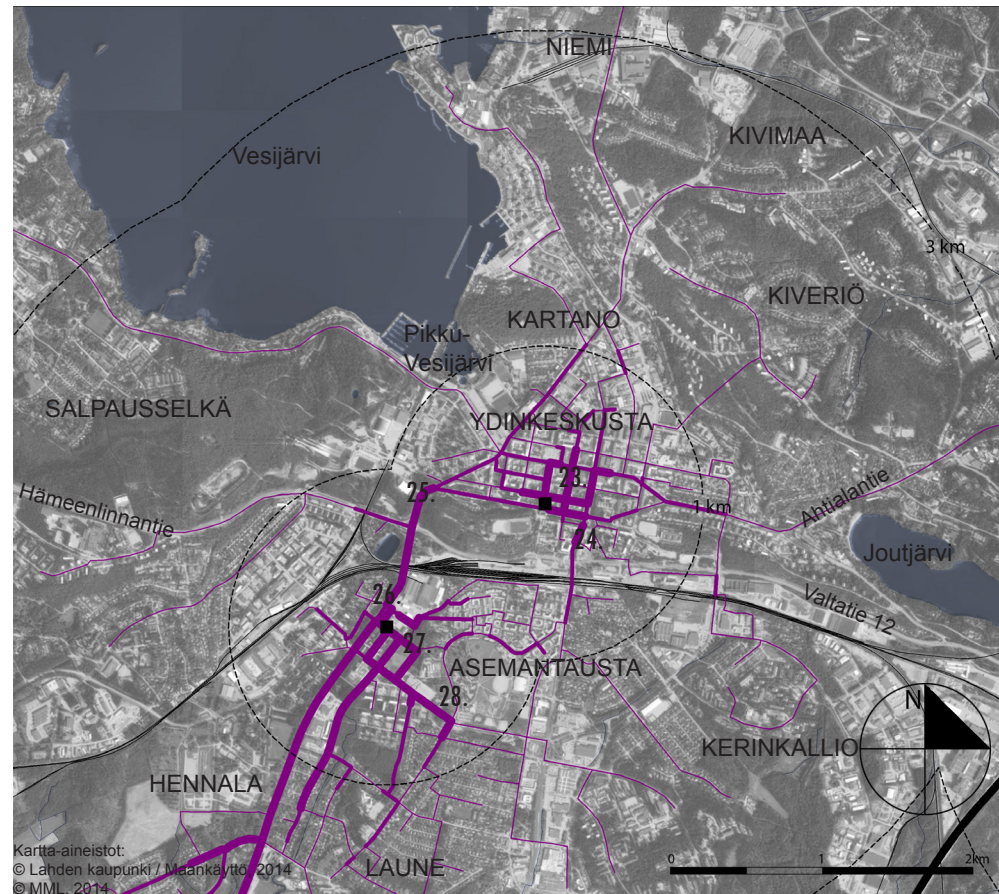 NIEMI
KIVIMAA
Vesijärvi
3 km
KIVERIÖ
KARTANO
Pikku-
Vesijärvi
SALPAUSSELKÄ
YDINKESKUSTA
23.
25.
Hämeenlinnantie
1 km
Ahtialantie
24.
Joutjärvi
26.
Valtatie 12
27.
ASEMANTAUSTA
28.
N
KERINKALLIO
HENNALA
Kartta-aineistot:
© Lahden kaupunki / Maankäyttö, 2014
© MML, 2014
LAUNE
0 1 2km